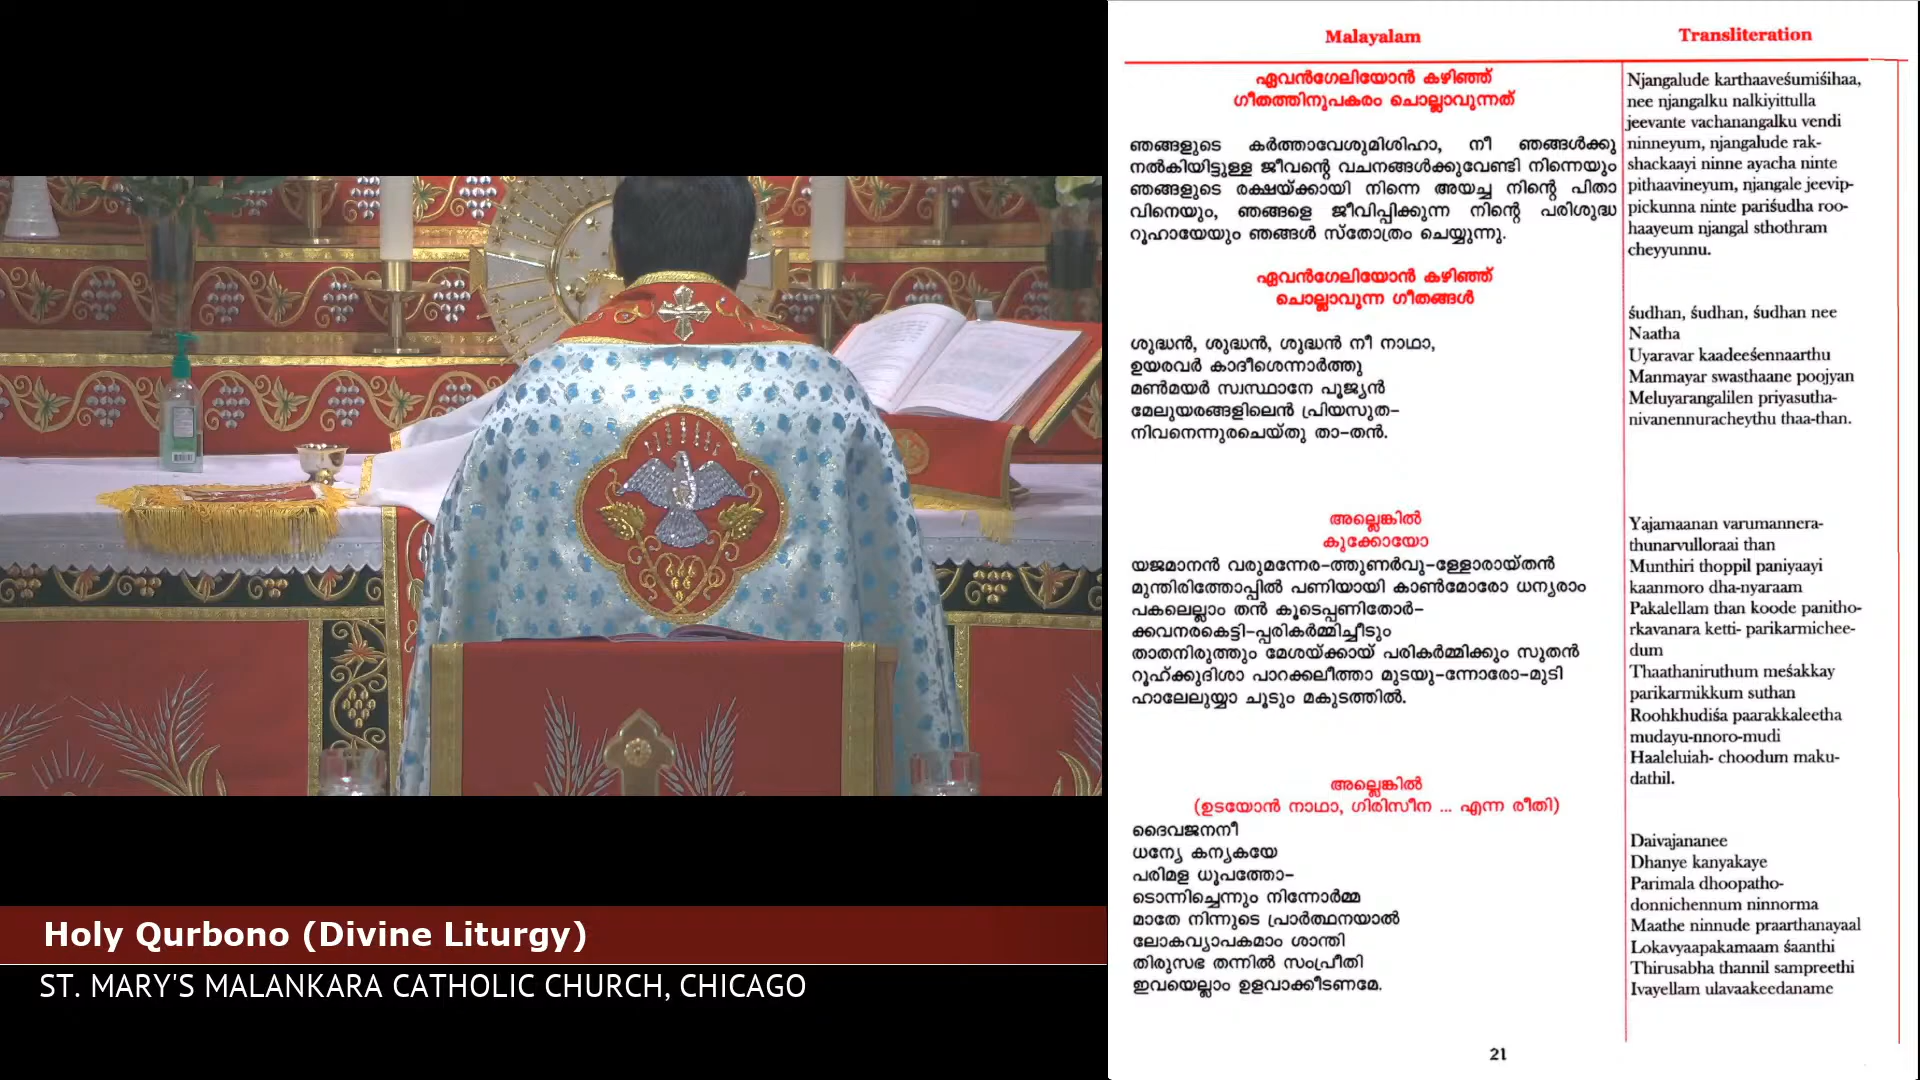 Malayalam
Transliteration
ഏവൻഗേലിയോൻ കഴിഞ്ഞ്
ഗീതത്തിനുപകരം ചൊല്ലാവുന്നത്
ഞങ്ങളുടെ കർത്താവേശുമിശിഹാ, നീ ഞങ്ങൾക്കു
നൽകിയിട്ടുള്ള ജീവന്റെ വചനങ്ങൾക്കുവേണ്ടി നിന്നെയും
ഞങ്ങളുടെ രക്ഷയ്ക്കായി നിന്നെ അയച്ച നിന്റെ പിതാ
വിനെയും, ഞങ്ങളെ ജീവിപ്പിക്കുന്ന നിന്റെ പരിശുദ്ധ
റൂഹായേയും ഞങ്ങൾ സ്തോത്രം ചെയ്യുന്നു.
ഏവൻഗേലിയോൻ കഴിഞ്ഞ്
ചൊല്ലാവുന്ന ഗീതങ്ങൾ
ശുദ്ധൻ, ശുദ്ധൻ, ശുദ്ധൻ നീ നാഥാ,
ഉയരവർ കാദീശെന്നാർത്തു
മൺമയർ സ്വസ്ഥാനേ പൂജ്യൻ
മേലുയരങ്ങളിലെൻ പ്രിയസുത-
നിവനെന്നുരചെയ്തു താ-തൻ.
അല്ലെങ്കിൽ
കുക്കോയോ
യജമാനൻ വരുമന്നേര-ത്തുണർവു-ള്ളോരായ്തൻ
മുന്തിരിത്തോപ്പിൽ പണിയായി കാൺമോരോ ധന്യരാം
പകലെല്ലാം തൻ കൂടെപ്പണിതോർ-
ക്കവനരകെട്ടി-പ്പരികർമ്മിച്ചീടും
താതനിരുത്തും മേശയ്ക്കായ് പരികർമ്മിക്കും സുതൻ
റൂഹ്ക്കുദിശാ പാറക്കലീത്താ മുടയു-ന്നോരോ-മുടി
ഹാലേലുയ്യാ ചൂടും മകുടത്തിൽ.
അല്ലെങ്കിൽ
(ഉടയോൻ നാഥാ, ഗിരിസീന ... എന്ന രീതി)
ദൈവജനനീ
ധന്യേ കന്യകയേ
പരിമള ധൂപത്തോ-
ടൊന്നിച്ചെന്നും നിന്നോർമ്മ
മാതേ നിന്നുടെ പ്രാർത്ഥനയാൽ
ലോകവ്യാപകമാം ശാന്തി
തിരുസഭ തന്നിൽ സംപ്രീതി
ഇവയെല്ലാം ഉളവാക്കീടണമേ.
Njangalude karthaaveśumiśihaa,
nee njangalku nalkiyittulla
jeevante vachanangalku vendi
ninneyum, njangalude rak-
shackaayi ninne ayacha ninte
pithaavineyum, njangale jeevip-
pickunna ninte pariśudha roo-
haayeum njangal sthothram
cheyyunnu.
śudhan, śudhan, śudhan nee
Naatha
Uyaravar kaadeeśennaarthu
Manmayar swasthaane poojyan
Meluyarangalilen priyasutha-
nivanennuracheythu thaa-than.
Yajamaanan varumannera-
thunarvulloraai than
Munthiri thoppil paniyaayi
kaanmoro dha-nyaraam
Pakalellam than koode panitho-
rkavanara ketti- parikarmichee-
dum
Thaathaniruthum meśakkay
parikarmikkum suthan
Roohkhudiśa paarakkaleetha
mudayu-nnoro-mudi
Haaleluiah- choodum maku-
dathil.
Daivajananee
Dhanye kanyakaye
Parimala dhoopatho-
donnichennum ninnorma
Maathe ninnude praarthanayaal
Lokavyaapakamaam śaanthi
Thirusabha thannil sampreethi
Ivayellam ulavaakeedaname
21
Holy Qurbono (Divine Liturgy)
ST. MARY'S MALANKARA CATHOLIC CHURCH, CHICAGO